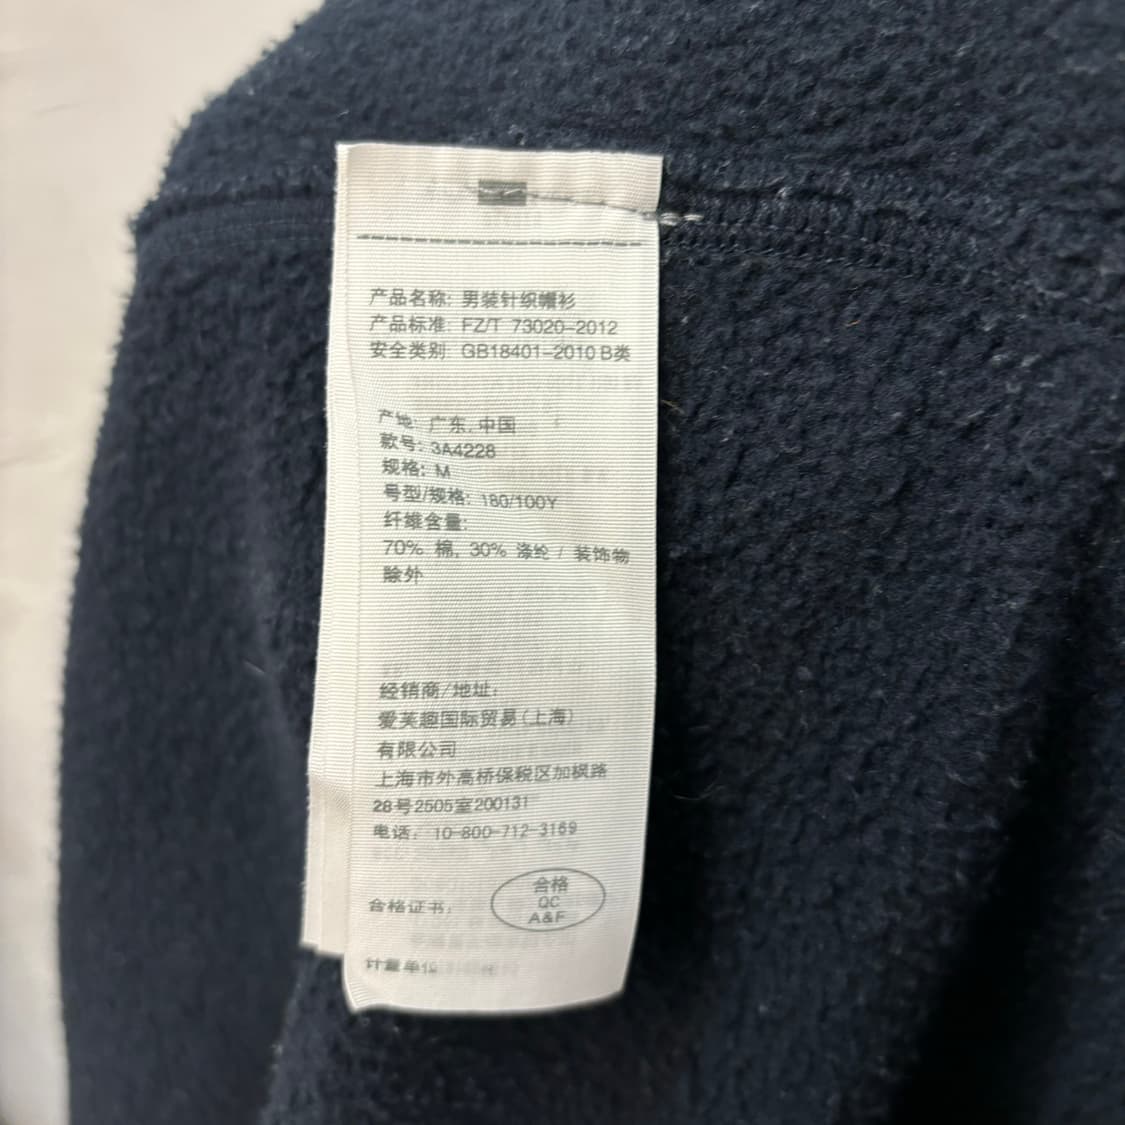 产品名称: 男装针织帽衫
产品标准: FZ/T 73020-2012
安全类别: GB18401-2010 B类
产地: 广东, 中国
款号: 3A4228
规格: M
号型/规格: 180/100Y
纤维含量:
70% 棉, 30% 涤纶 / 装饰物
除外
经销商/地址:
爱芙趣国际贸易(上海)
有限公司
上海市外高桥保税区加枫路
28号2505室200131
电话: 10-800-712-3169
合格
QC
A&F
合格证书:
计量单位